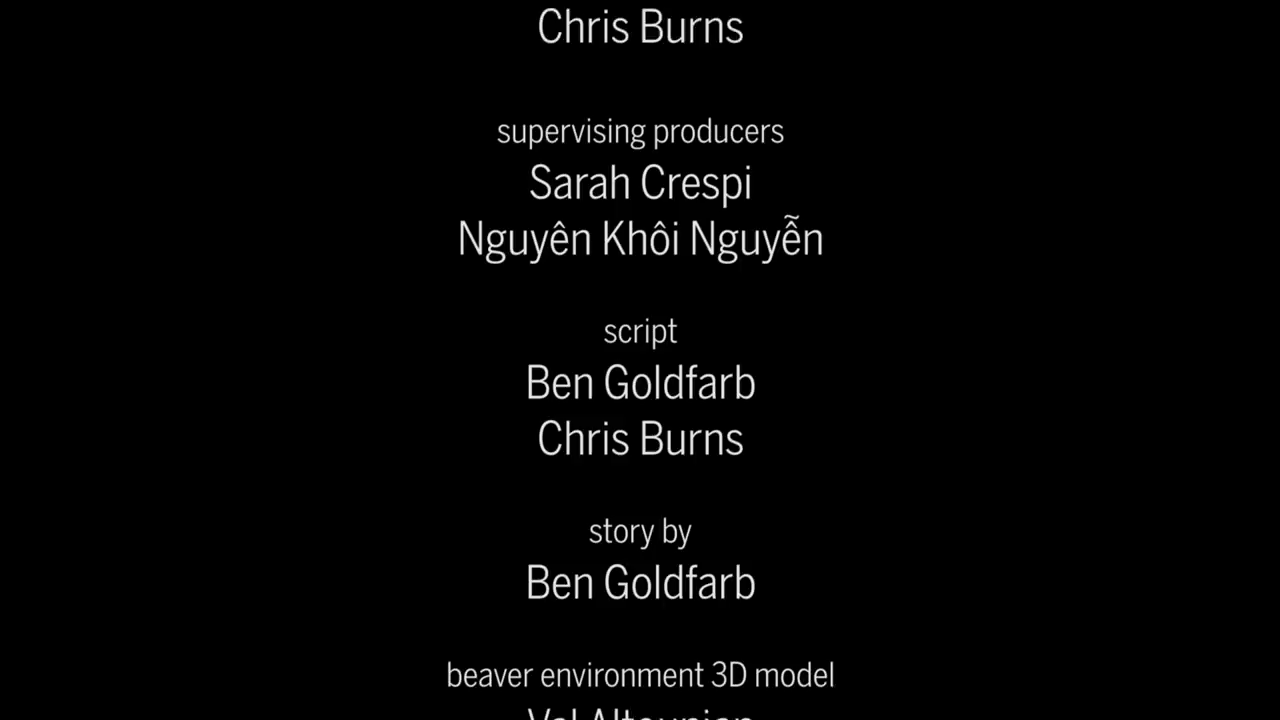 Chris Burns
supervising producers
Sarah Crespi
Nguyên Khôi Nguyễn
script
Ben Goldfarb
Chris Burns
story by
Ben Goldfarb
beaver environment 3D model